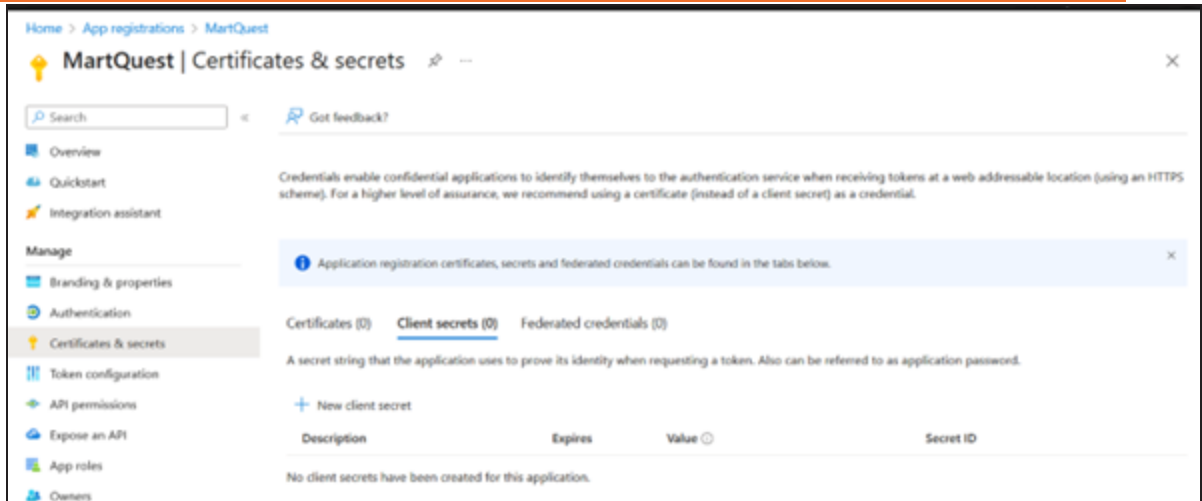 Home > App registrations > MartQuest
MartQuest | Certificates & secrets
Search
Got feedback?
Overview
Quickstart
Integration assistant
Credentials enable confidential applications to identify themselves to the authentication service when receiving tokens at a web addressable location (using an HTTPS
scheme). For a higher level of assurance, we recommend using a certificate (instead of a client secret) as a credential.
Manage
Branding & properties
Authentication
Certificates & secrets
Token configuration
API permissions
Expose an API
App roles
Owners
Application registration certificates, secrets and federated credentials can be found in the tabs below.
Certificates (0) Client secrets (0) Federated credentials (0)
A secret string that the application uses to prove its identity when requesting a token. Also can be referred to as application password.
New client secret
Description Expires Value Secret ID
No client secrets have been created for this application.